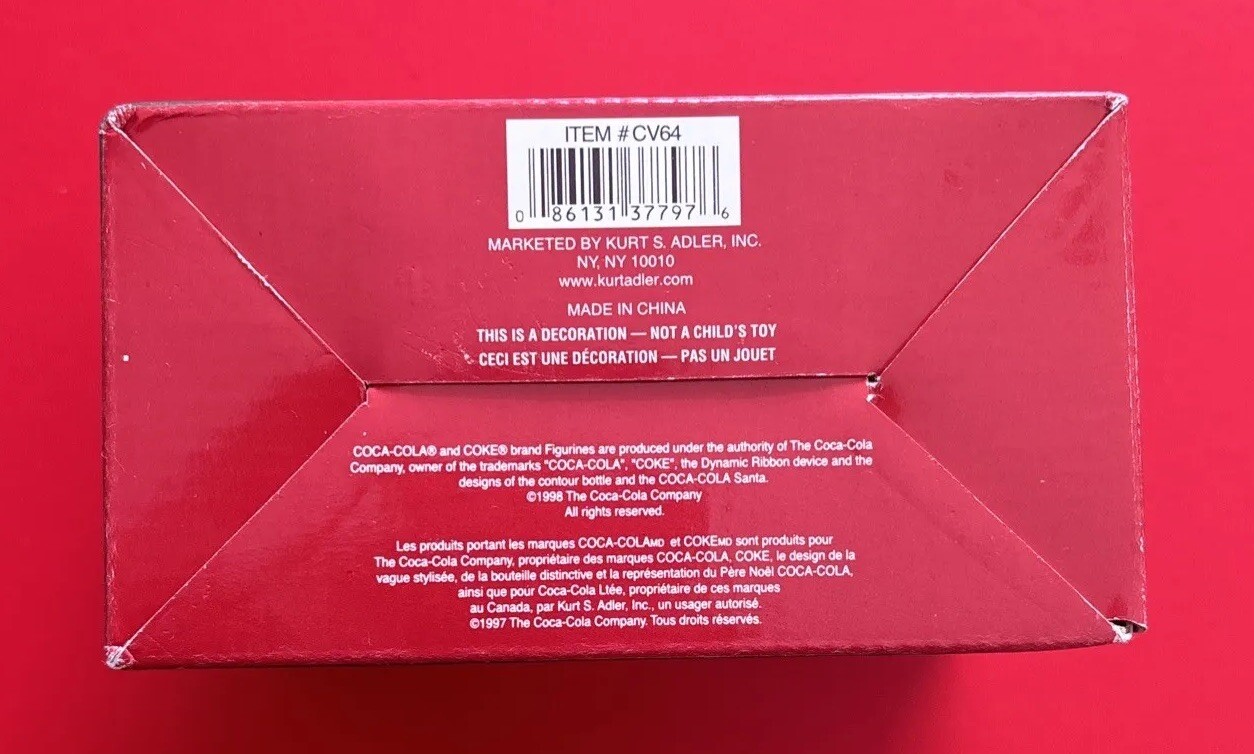 ITEM #CV64
0 86131 37797 6
MARKETED BY KURT S. ADLER, INC.
NY, NY 10010
www.kurtadler.com
MADE IN CHINA
THIS IS A DECORATION — NOT A CHILD'S TOY
CECI EST UNE DÉCORATION — PAS UN JOUET
COCA-COLA® and COKE® brand Figurines are produced under the authority of The Coca-Cola
Company, owner of the trademarks "COCA-COLA", "COKE", the Dynamic Ribbon device and the
designs of the contour bottle and the COCA-COLA Santa.
©1998 The Coca-Cola Company
All rights reserved.
Les produits portant les marques COCA-COLAMD et COKEMD sont produits pour
The Coca-Cola Company, propriétaire des marques COCA-COLA, COKE, le design de la
vague stylisée, de la bouteille distinctive et la représentation du Père Noël COCA-COLA,
ainsi que pour Coca-Cola Ltée, propriétaire de ces marques
au Canada, par Kurt S. Adler, Inc., un usager autorisé.
©1997 The Coca-Cola Company. Tous droits réservés.